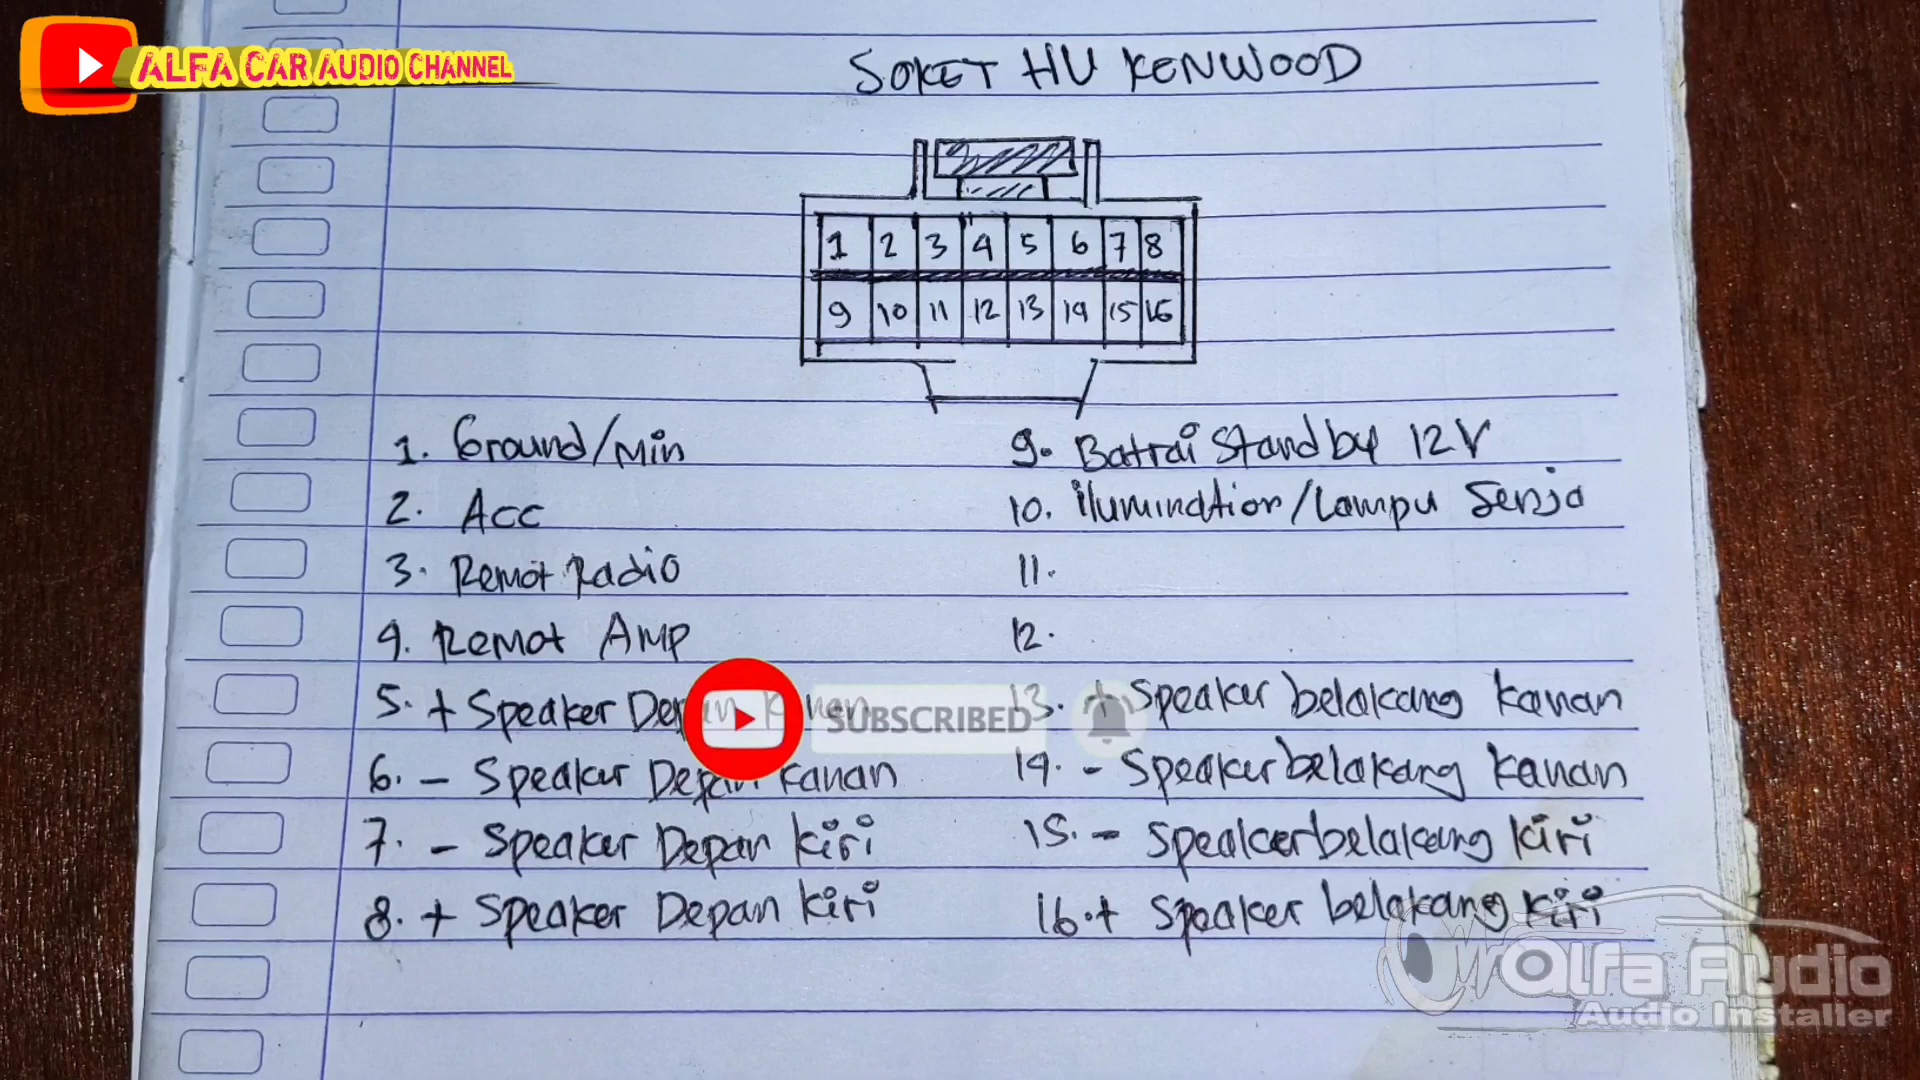 ALFA CAR AUDIO CHANNEL
SOKET HU KENWOOD
1 2 3 4 5 6 7 8
9 10 11 12 13 14 15 16
1. Ground/Min
2. Acc
3. Remot Radio
4. Remot AMP
5. + Speaker Depan Kanan
6. - Speaker Depan Kanan
7. - Speaker Depan Kiri
8. + Speaker Depan Kiri
9. Batrai Standby 12V
10. ilumination/Lampu Senja
11.
12.
13. + Speaker belakang kanan
14. - Speaker belakang kanan
15. - Speaker belakang kiri
16. + Speaker belakang kiri
SUBSCRIBED
Alfa Audio
Audio Installer